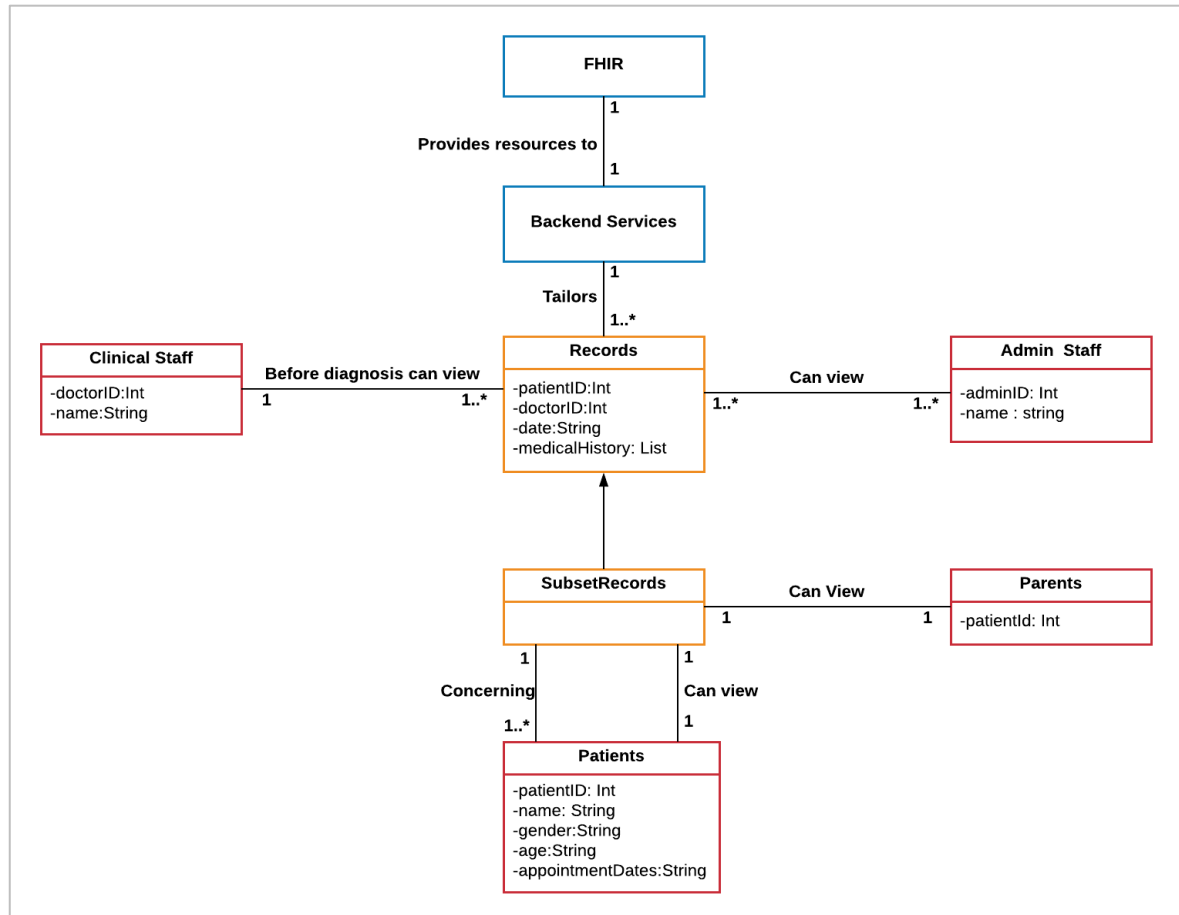 FHIR
1
Provides resources to
1
Backend Services
1
Tailors
1..*
Clinical Staff
-doctorID:Int
-name:String
Before diagnosis can view
1
1..*
Records
-patientID:Int
-doctorID:Int
-date:String
-medicalHistory: List
Can view
1..*
1..*
Admin Staff
-adminID: Int
-name : string
SubsetRecords
Can View
1
1
Parents
-patientId: Int
1
Concerning
1..*
1
Can view
1
Patients
-patientID: Int
-name: String
-gender:String
-age:String
-appointmentDates:String